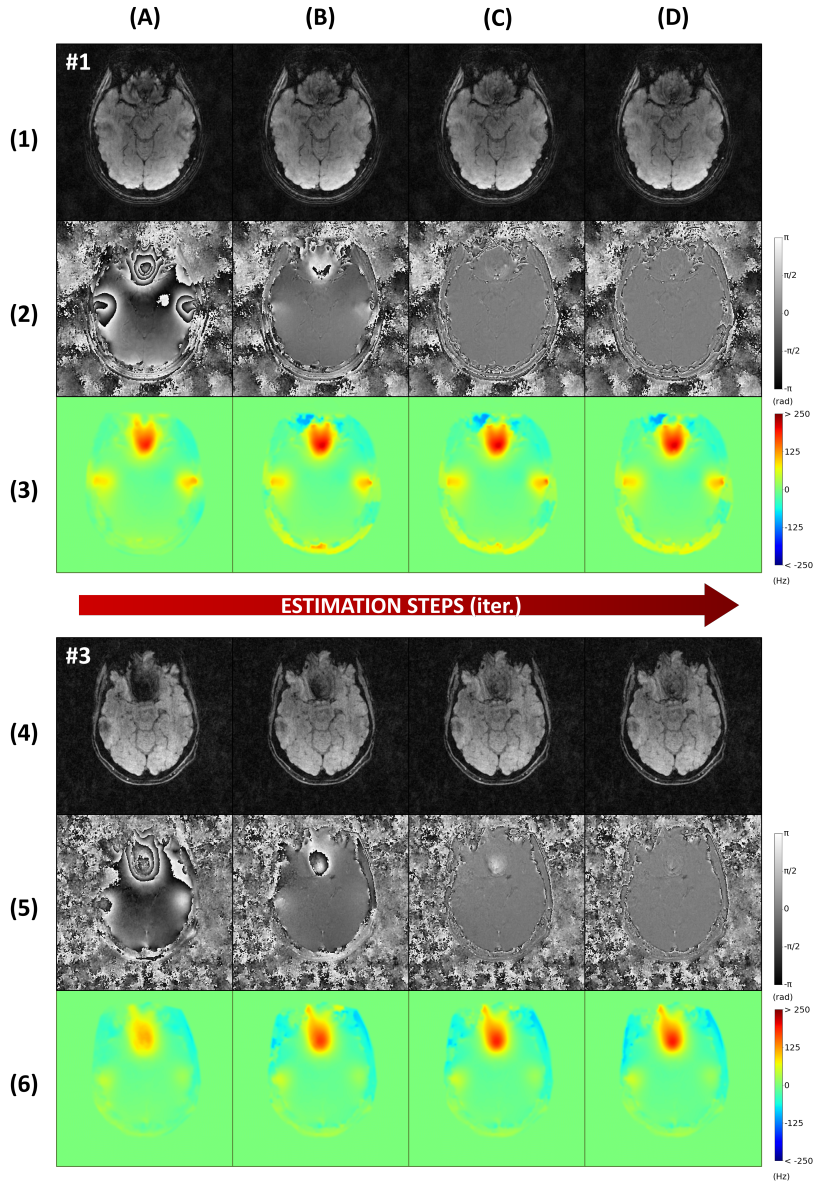 (A) (B) (C) (D)
#1
(1)
(2)
π
π/2
0
-π/2
-π
(rad)
(3)
> 250
125
0
-125
< -250
(Hz)
ESTIMATION STEPS (iter.)
#3
(4)
(5)
π
π/2
0
-π/2
-π
(rad)
(6)
> 250
125
0
-125
< -250
(Hz)